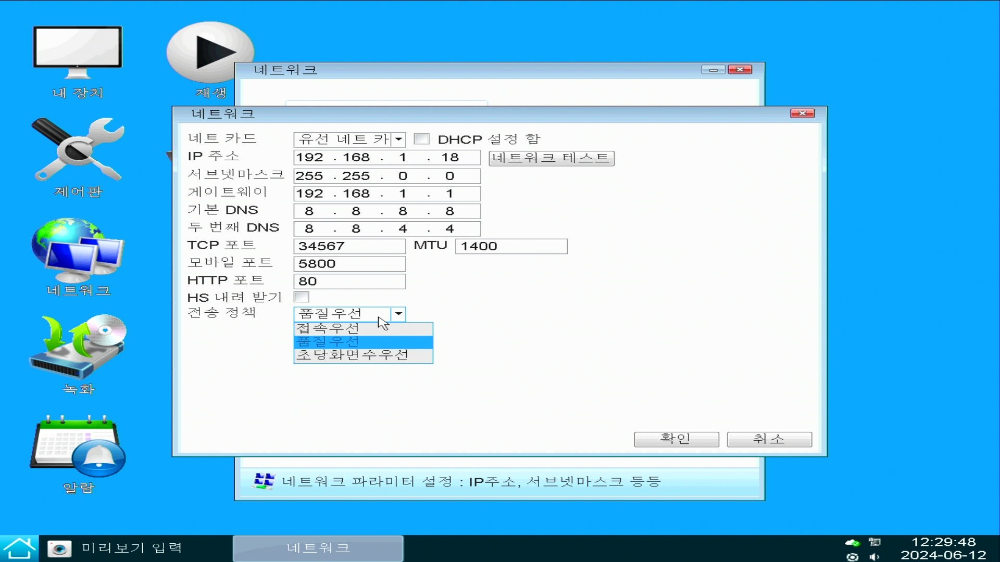 내 장치
재생
제어판
네트워크
녹화
알람
네트워크
네트워크
네트 카드 유선 네트 카 DHCP 설정 함
IP 주소 192 . 168 . 1 . 18 네트워크 테스트
서브넷마스크 255 . 255 . 0 . 0
게이트웨이 192 . 168 . 1 . 1
기본 DNS 8 . 8 . 8 . 8
두 번째 DNS 8 . 8 . 4 . 4
TCP 포트 34567 MTU 1400
모바일 포트 5800
HTTP 포트 80
HS 내려 받기
전송 정책 품질우선
접속우선
품질우선
초당화면수우선
확인 취소
네트워크 파라미터 설정 : IP주소, 서브넷마스크 등등
미리보기 입력 네트워크
12:29:48
2024-06-12